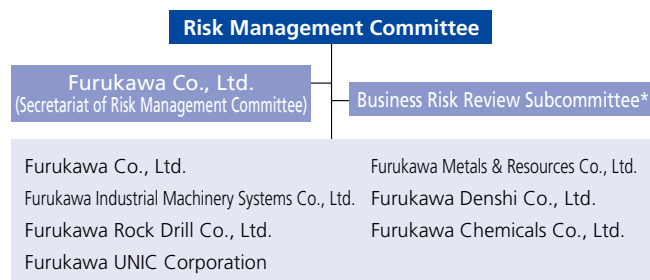 Risk Management Committee
Furukawa Co., Ltd.
(Secretariat of Risk Management Committee)
Business Risk Review Subcommittee*
Furukawa Co., Ltd.
Furukawa Industrial Machinery Systems Co., Ltd.
Furukawa Rock Drill Co., Ltd.
Furukawa UNIC Corporation
Furukawa Metals & Resources Co., Ltd.
Furukawa Denshi Co., Ltd.
Furukawa Chemicals Co., Ltd.